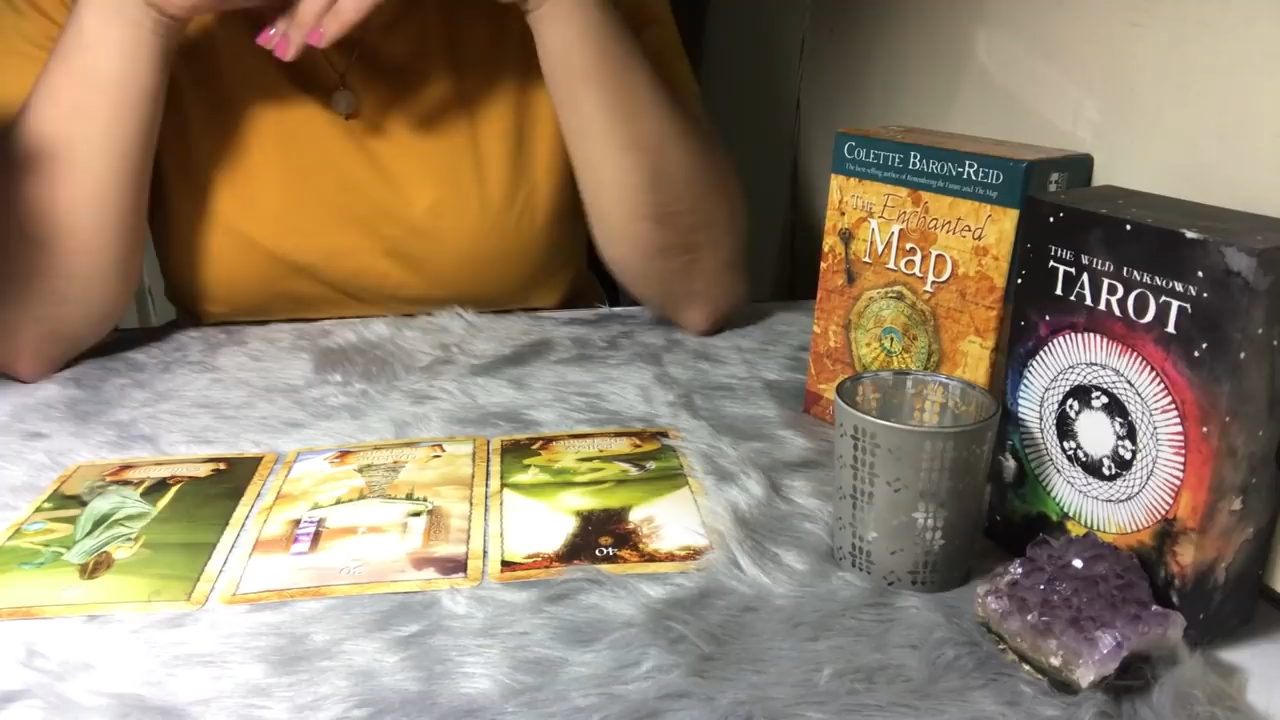 COLETTE BARON-REID
The best-selling author of Remembering the Future and The Map
THE Enchanted
Map
THE WILD UNKNOWN
TAROT
40